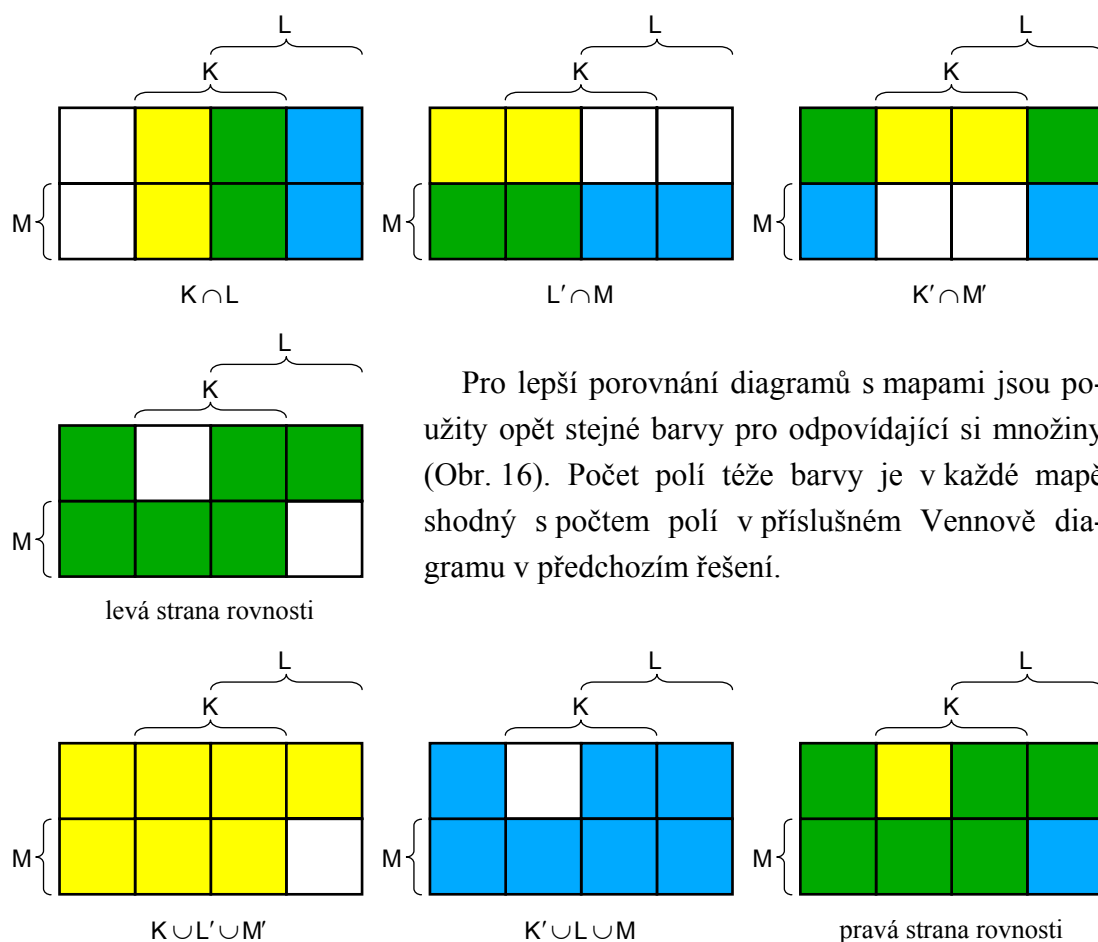 L
L
L
K
K
K
M
M
M
K ∩ L
L′ ∩ M
K′ ∩ M′
L
K
M
levá strana rovnosti
Pro lepší porovnání diagramů s mapami jsou po-
užity opět stejné barvy pro odpovídající si množiny
(Obr. 16). Počet polí téže barvy je v každé mapě
shodný s počtem polí v příslušném Vennově dia-
gramu v předchozím řešení.
L
L
L
K
K
K
M
M
M
K ∪ L′ ∪ M′
K′ ∪ L ∪ M
pravá strana rovnosti